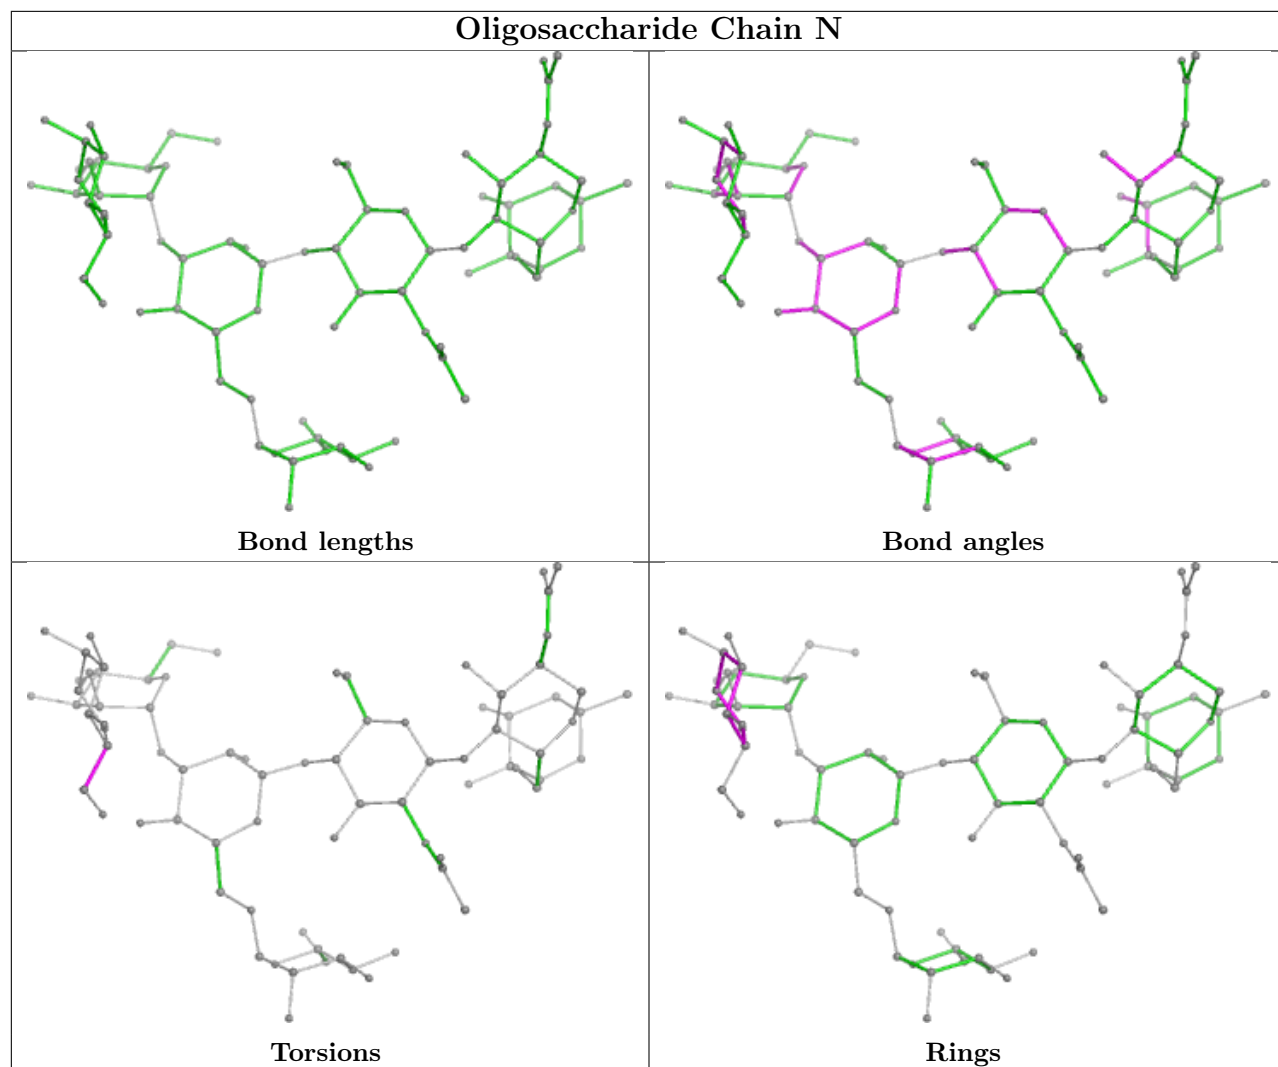 Oligosaccharide Chain N
Bond lengths
Bond angles
Torsions
Rings